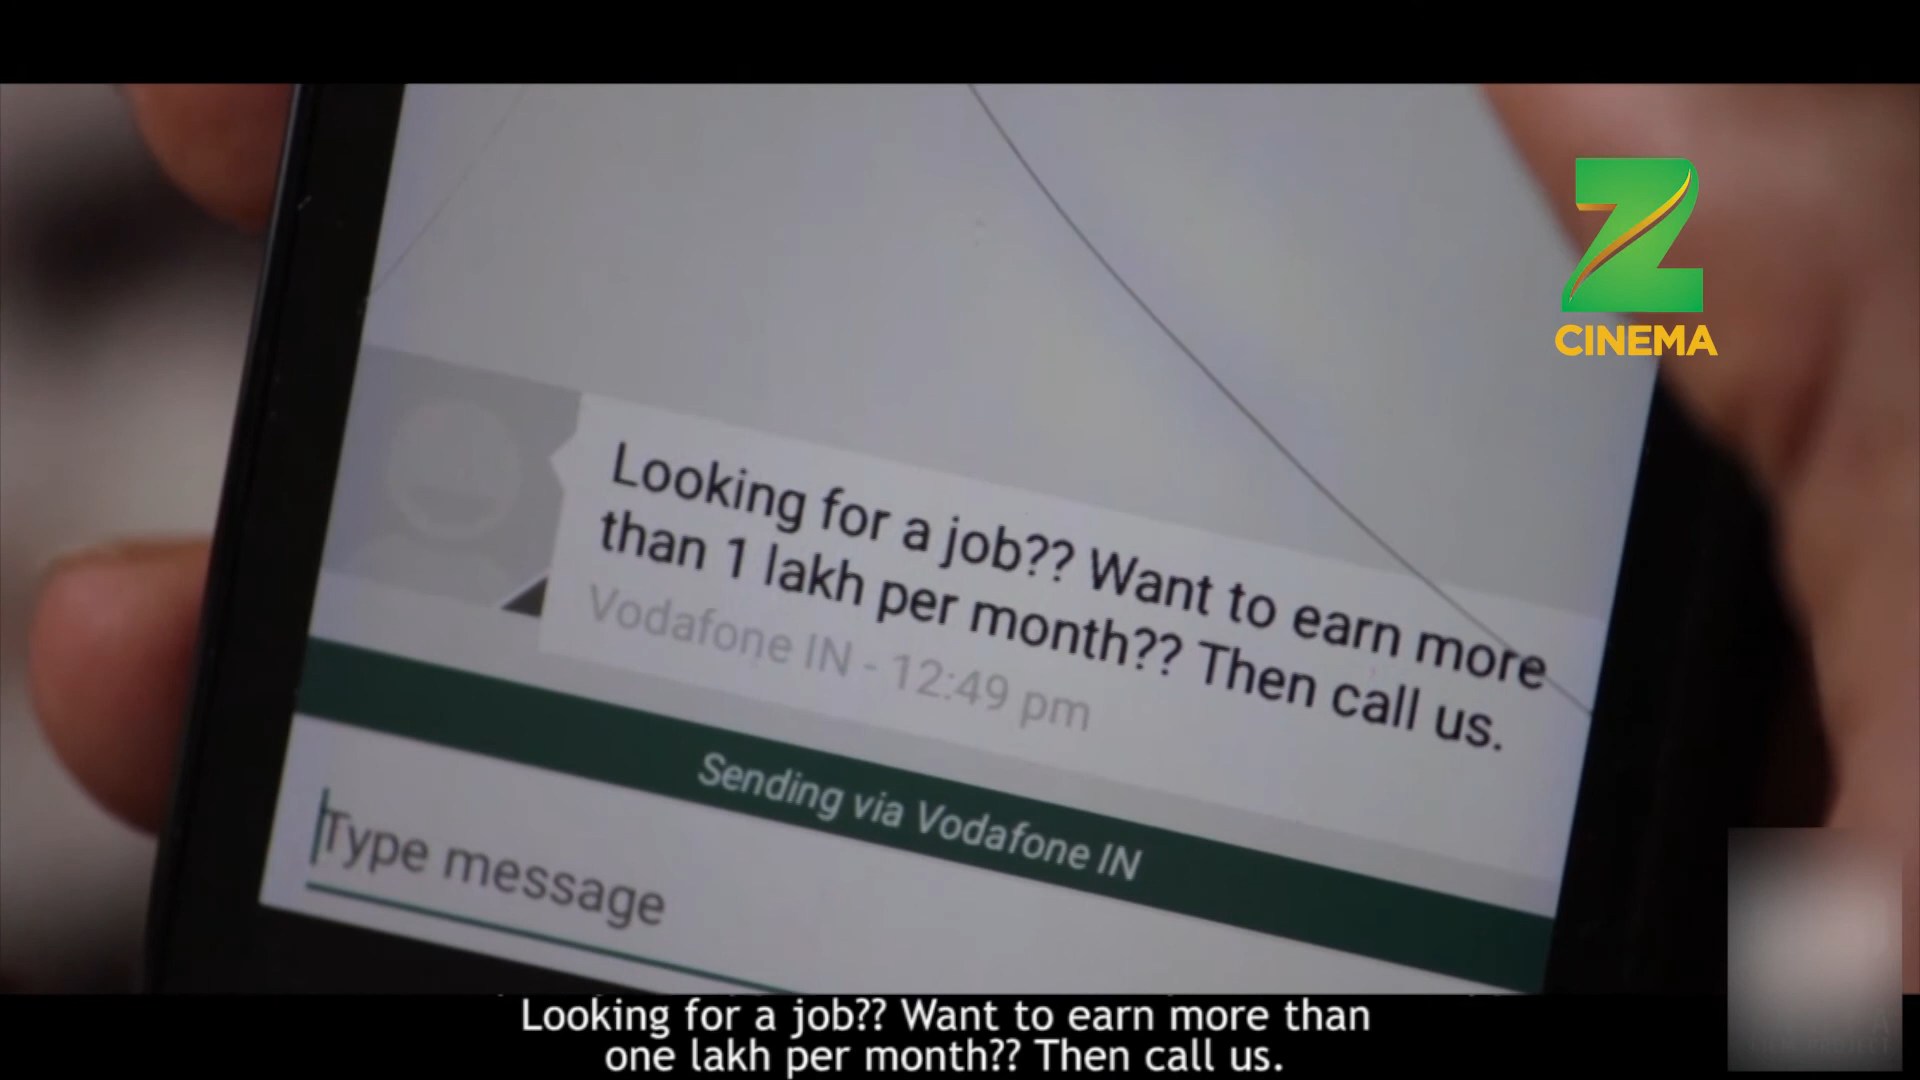 Z
CINEMA
Looking for a job?? Want to earn more
than 1 lakh per month?? Then call us.
Vodafone IN - 12:49 pm
Sending via Vodafone IN
Type message
Looking for a job?? Want to earn more than
one lakh per month?? Then call us.